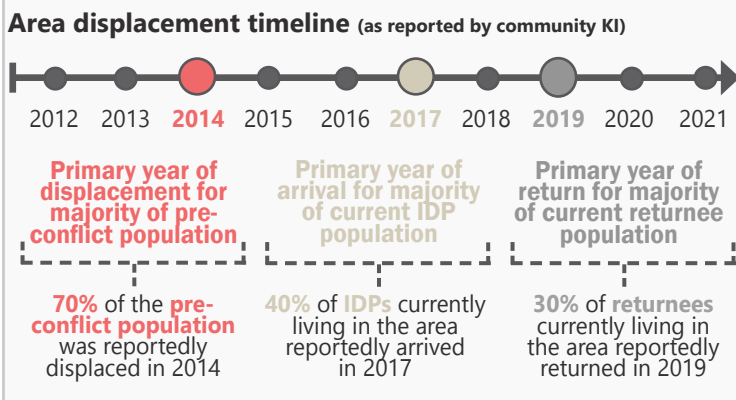 Area displacement timeline (as reported by community KI)
2012 2013 2014 2015 2016 2017 2018 2019 2020 2021
Primary year of
displacement for
majority of pre-
conflict population
Primary year of
arrival for majority
of current IDP
population
Primary year of
return for majority
of current returnee
population
70% of the pre-
conflict population
was reportedly
displaced in 2014
40% of IDPs currently
living in the area
reportedly arrived
in 2017
30% of returnees
currently living in
the area reportedly
returned in 2019